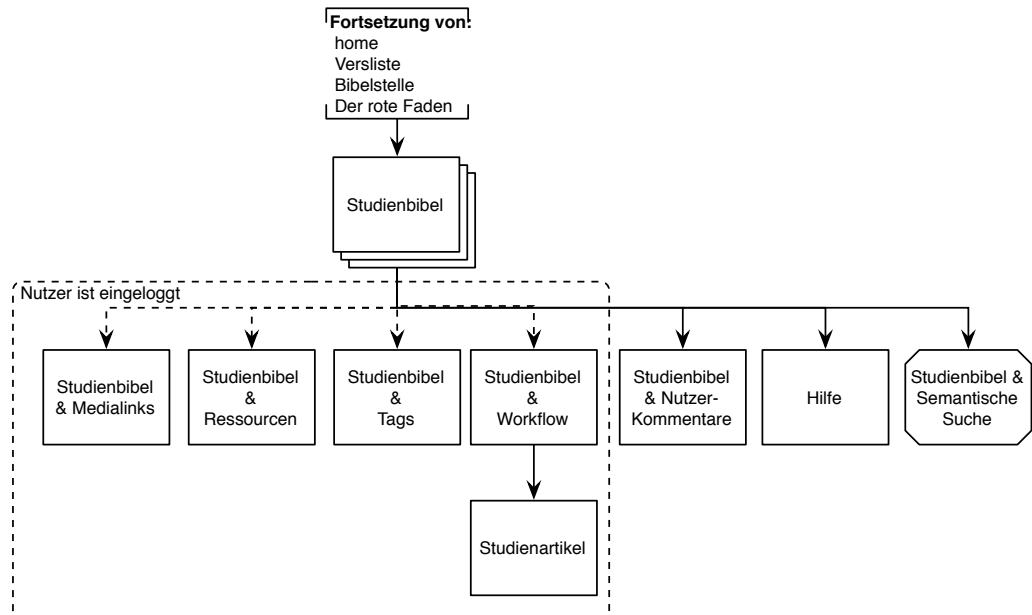 Fortsetzung von:
home
Versliste
Bibelstelle
Der rote Faden
Studienbibel
Nutzer ist eingeloggt
Studienbibel
& Medialinks
Studienbibel
&
Ressourcen
Studienbibel
&
Tags
Studienbibel
&
Workflow
Studienbibel
& Nutzer-
Kommentare
Hilfe
Studienbibel &
Semantische
Suche
Studienartikel